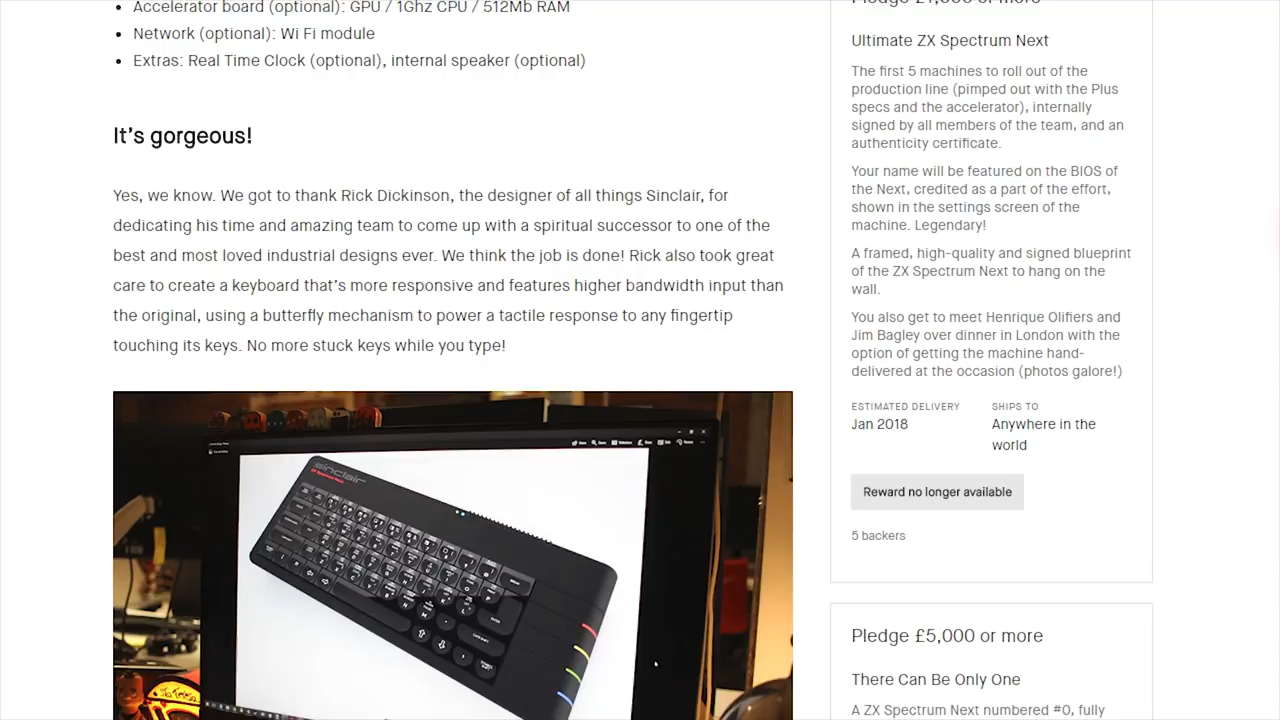 Accelerator board (optional): GPU / 1Ghz CPU / 512Mb RAM
Network (optional): Wi Fi module
Extras: Real Time Clock (optional), internal speaker (optional)
It's gorgeous!
Yes, we know. We got to thank Rick Dickinson, the designer of all things Sinclair, for
dedicating his time and amazing team to come up with a spiritual successor to one of the
best and most loved industrial designs ever. We think the job is done! Rick also took great
care to create a keyboard that's more responsive and features higher bandwidth input than
the original, using a butterfly mechanism to power a tactile response to any fingertip
touching its keys. No more stuck keys while you type!
sinclair
ZX Spectrum Next
Ultimate ZX Spectrum Next
The first 5 machines to roll out of the
production line (pimped out with the Plus
specs and the accelerator), internally
signed by all members of the team, and an
authenticity certificate.
Your name will be featured on the BIOS of
the Next, credited as a part of the effort,
shown in the settings screen of the
machine. Legendary!
A framed, high-quality and signed blueprint
of the ZX Spectrum Next to hang on the
wall.
You also get to meet Henrique Olifiers and
Jim Bagley over dinner in London with the
option of getting the machine hand-
delivered at the occasion (photos galore!)
ESTIMATED DELIVERY
Jan 2018
SHIPS TO
Anywhere in the
world
Reward no longer available
5 backers
Pledge £5,000 or more
There Can Be Only One
A ZX Spectrum Next numbered #0, fully